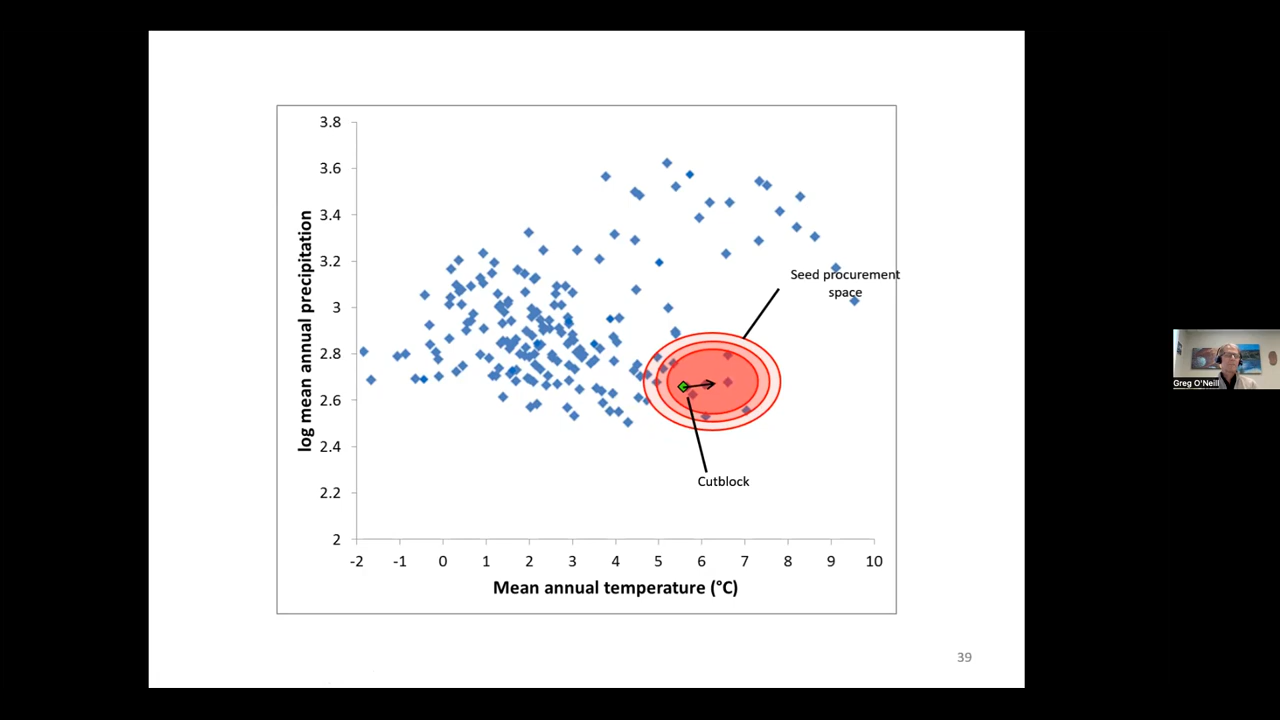 3.8
3.6
3.4
3.2
3
2.8
2.6
2.4
2.2
2
log mean annual precipitation
Seed procurement
space
Cutblock
-2 -1 0 1 2 3 4 5 6 7 8 9 10
Mean annual temperature (°C)
39
Greg O'Neill